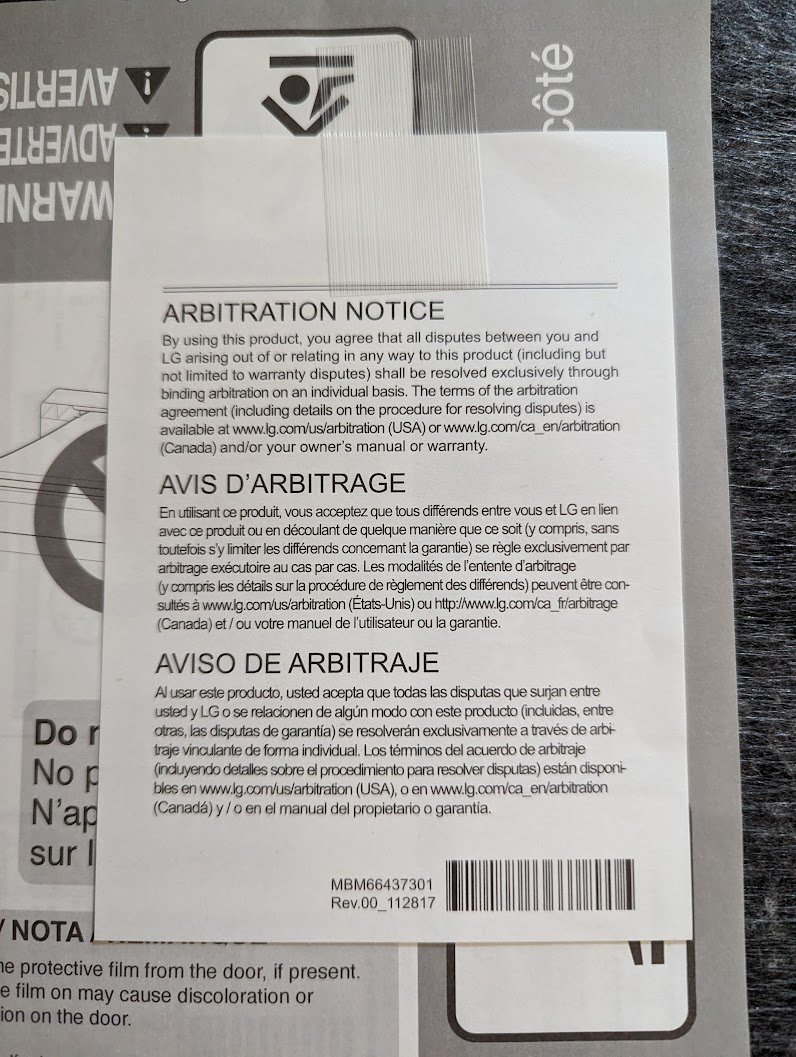 côté
AVERTIS
ADVERTE
WARNI
ARBITRATION NOTICE
By using this product, you agree that all disputes between you and
LG arising out of or relating in any way to this product (including but
not limited to warranty disputes) shall be resolved exclusively through
binding arbitration on an individual basis. The terms of the arbitration
agreement (including details on the procedure for resolving disputes) is
available at www.lg.com/us/arbitration (USA) or www.lg.com/ca_en/arbitration
(Canada) and/or your owner's manual or warranty.
AVIS D'ARBITRAGE
En utilisant ce produit, vous acceptez que tous différends entre vous et LG en lien
avec ce produit ou en découlant de quelque manière que ce soit (y compris, sans
toutefois s'y limiter les différends concernant la garantie) se règle exclusivement par
arbitrage exécutoire au cas par cas. Les modalités de l'entente d'arbitrage
(y compris les détails sur la procédure de règlement des différends) peuvent être con-
sultés à www.lg.com/us/arbitration (États-Unis) ou http://www.lg.com/ca_fr/arbitrage
(Canada) et / ou votre manuel de l'utilisateur ou la garantie.
AVISO DE ARBITRAJE
Al usar este producto, usted acepta que todas las disputas que surjan entre
usted y LG o se relacionen de algún modo con este producto (incluidas, entre
otras, las disputas de garantía) se resolverán exclusivamente a través de arbi-
traje vinculante de forma individual. Los términos del acuerdo de arbitraje
(incluyendo detalles sobre el procedimiento para resolver disputas) están disponi-
bles en www.lg.com/us/arbitration (USA), o en www.lg.com/ca_en/arbitration
(Canadá) y / o en el manual del propietario o garantía.
MBM66437301
Rev.00_112817
Do
No p
N'ap
sur l
/ NOTA /
he protective film from the door, if present.
e film on may cause discoloration or
ion on the door.